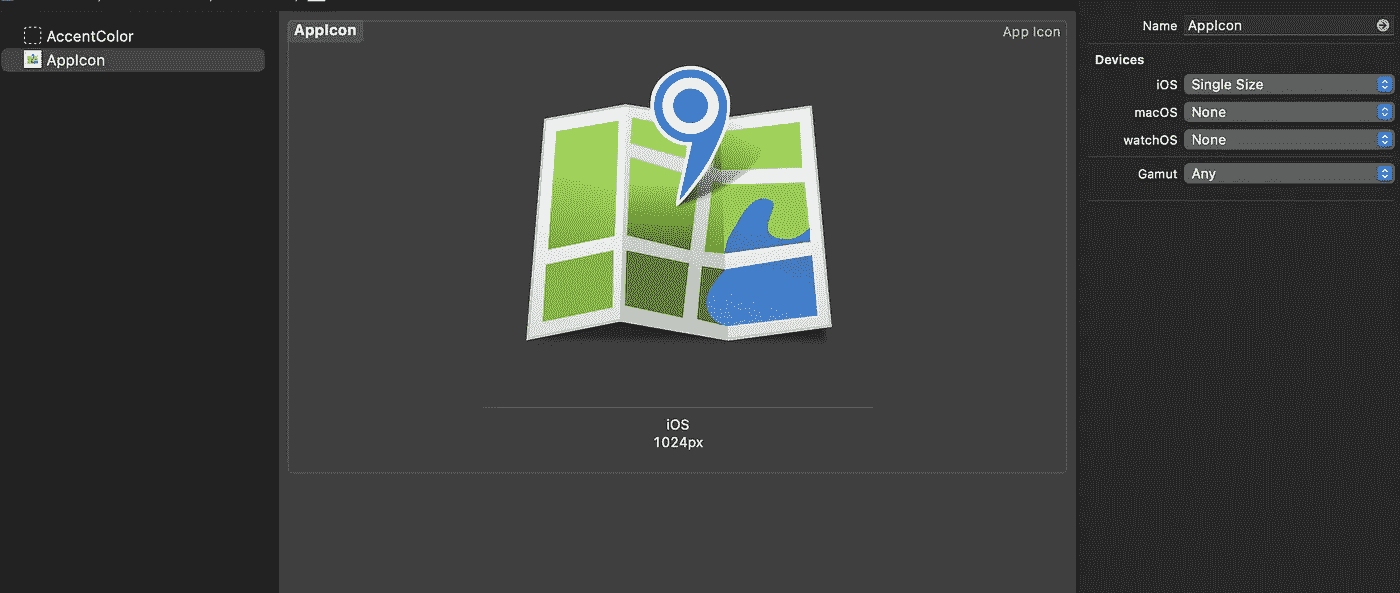 AccentColor
AppIcon
AppIcon
App Icon
iOS
1024px
Name AppIcon
Devices
iOS Single Size
macOS None
watchOS None
Gamut Any